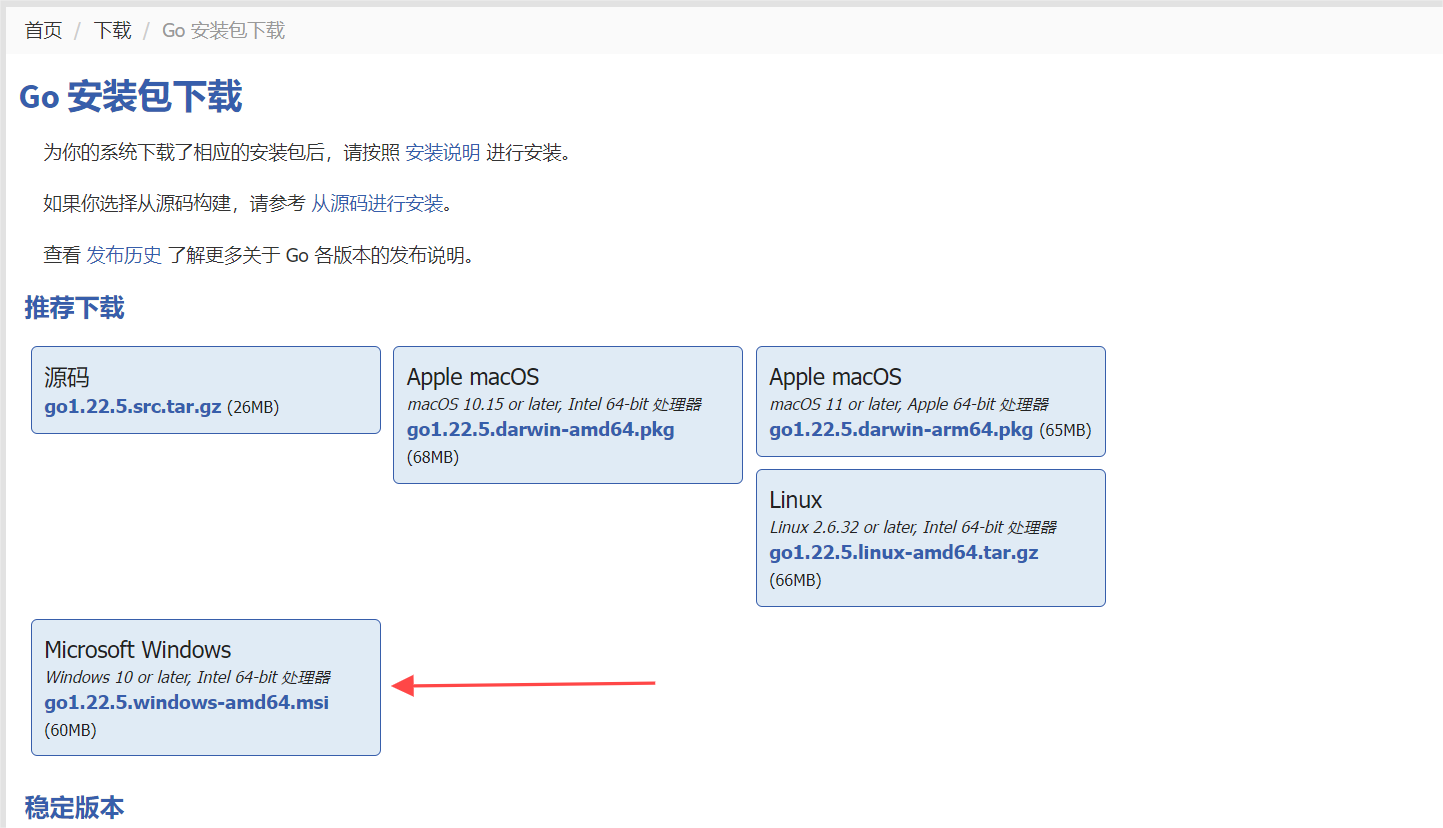 首页 / 下载 / Go 安装包下载
Go 安装包下载
为你的系统下载了相应的安装包后，请按照 安装说明 进行安装。
如果你选择从源码构建，请参考 从源码进行安装。
查看 发布历史 了解更多关于 Go 各版本的发布说明。
推荐下载
源码
go1.22.5.src.tar.gz (26MB)
Apple macOS
macOS 10.15 or later, Intel 64-bit 处理器
go1.22.5.darwin-amd64.pkg
(68MB)
Apple macOS
macOS 11 or later, Apple 64-bit 处理器
go1.22.5.darwin-arm64.pkg (65MB)
Linux
Linux 2.6.32 or later, Intel 64-bit 处理器
go1.22.5.linux-amd64.tar.gz
(66MB)
Microsoft Windows
Windows 10 or later, Intel 64-bit 处理器
go1.22.5.windows-amd64.msi
(60MB)
稳定版本